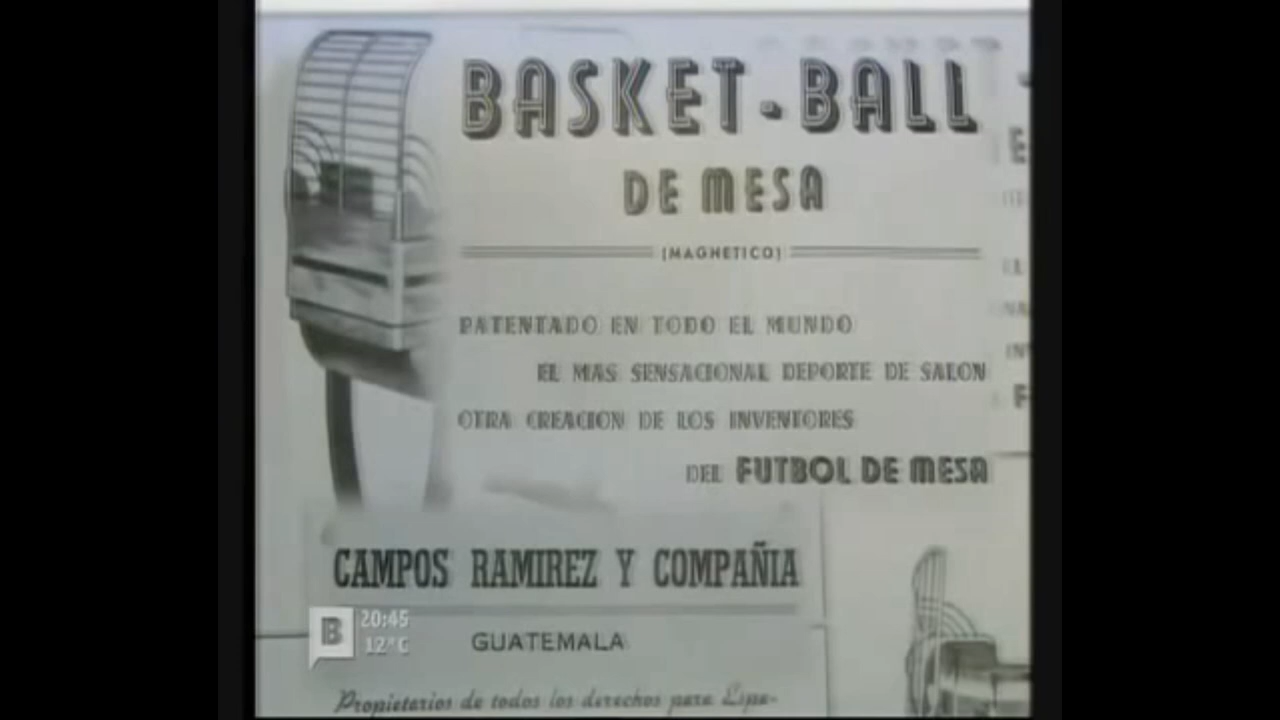 BASKET-BALL
DE MESA
[MAGNETICO]
PATENTADO EN TODO EL MUNDO
EL MAS SENSACIONAL DEPORTE DE SALON
OTRA CREACION DE LOS INVENTORES
DEL FUTBOL DE MESA
CAMPOS RAMIREZ Y COMPAÑIA
GUATEMALA
Propietarios de todos los derechos para Espa-
B 20:45
12°C